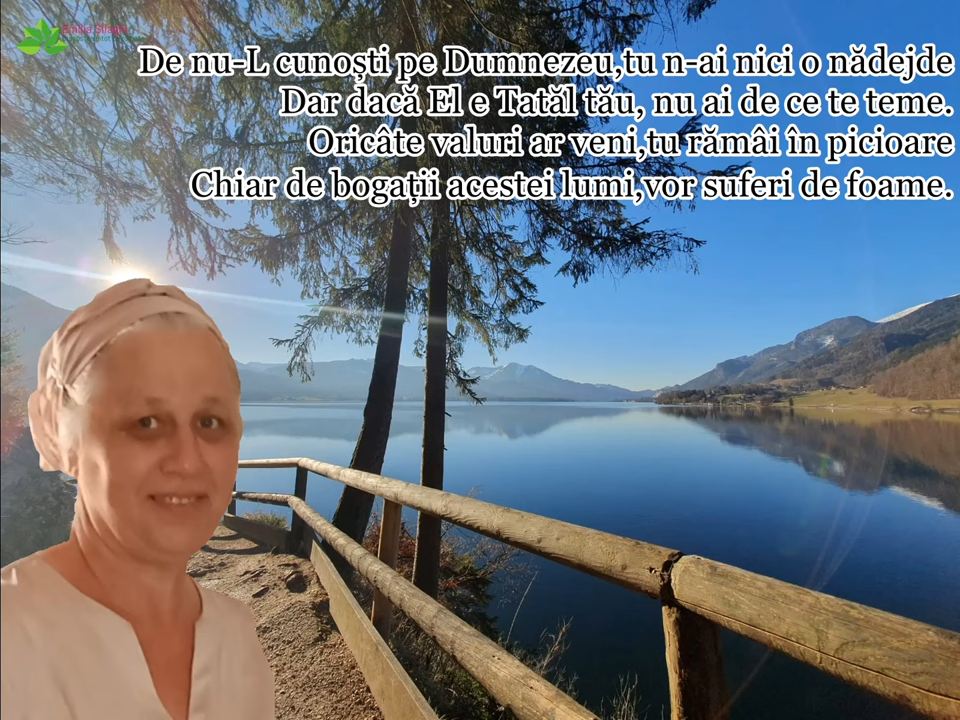 Emilia
De nu-L cunoști pe Dumnezeu,tu n-ai nici o nădejde
Dar dacă El e Tatăl tău, nu ai de ce te teme.
Oricâte valuri ar veni,tu rămâi în picioare
Chiar de bogații acestei lumi,vor suferi de foame.